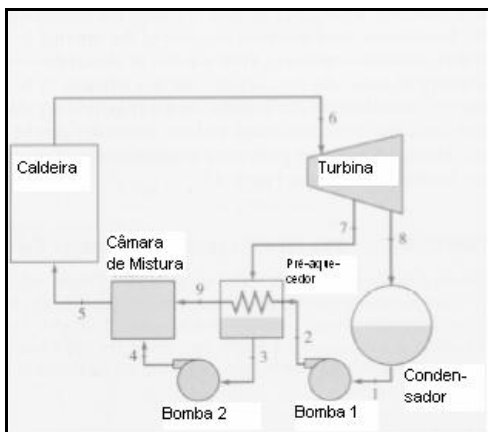 6
Caldeira
Turbina
7
8
Câmara
de Mistura
Pré-aque-
cedor
9
5
2
4
3
1
Bomba 2
Bomba 1
Conden-
sador